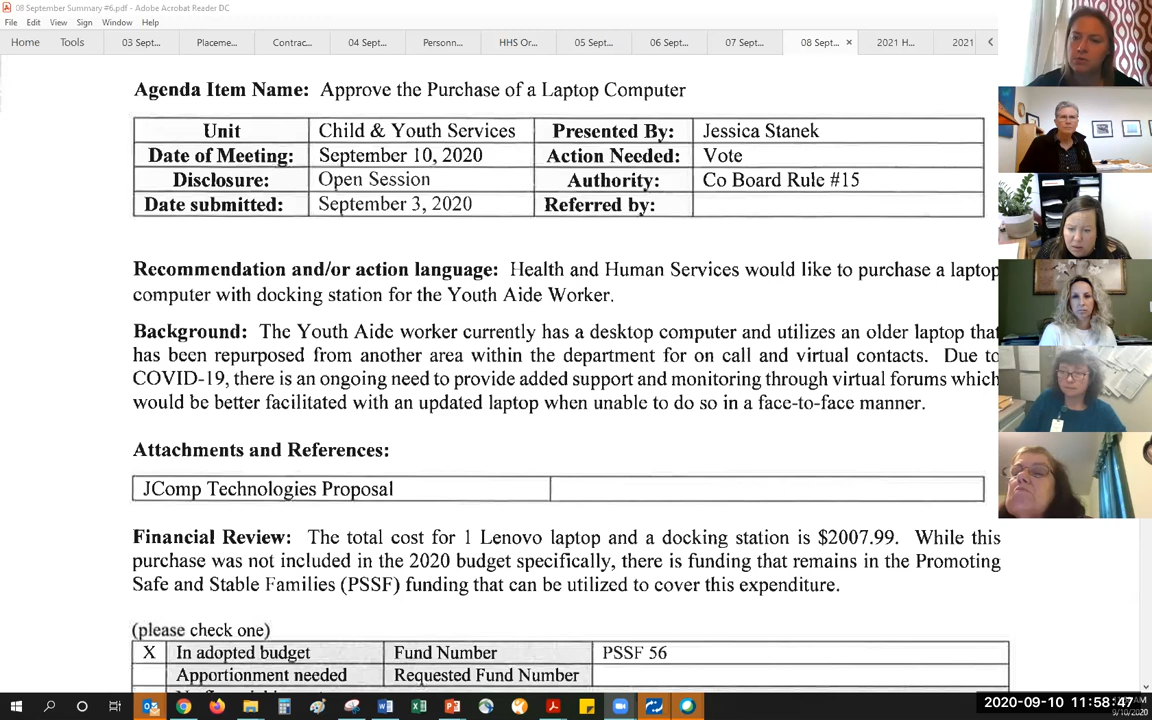 08 September Summary #6.pdf - Adobe Acrobat Reader DC
File Edit View Sign Window Help
Home Tools 03 Sept... Placeme... Contrac... 04 Sept... Personn... HHS Or... 05 Sept... 06 Sept... 07 Sept... 08 Sept... × 2021 H... 2021
Agenda Item Name: Approve the Purchase of a Laptop Computer
Unit Child & Youth Services Presented By: Jessica Stanek
Date of Meeting: September 10, 2020 Action Needed: Vote
Disclosure: Open Session Authority: Co Board Rule #15
Date submitted: September 3, 2020 Referred by:
Recommendation and/or action language: Health and Human Services would like to purchase a laptop
computer with docking station for the Youth Aide Worker.
Background: The Youth Aide worker currently has a desktop computer and utilizes an older laptop that
has been repurposed from another area within the department for on call and virtual contacts. Due to
COVID-19, there is an ongoing need to provide added support and monitoring through virtual forums which
would be better facilitated with an updated laptop when unable to do so in a face-to-face manner.
Attachments and References:
JComp Technologies Proposal
Financial Review: The total cost for 1 Lenovo laptop and a docking station is $2007.99. While this
purchase was not included in the 2020 budget specifically, there is funding that remains in the Promoting
Safe and Stable Families (PSSF) funding that can be utilized to cover this expenditure.
(please check one)
X In adopted budget Fund Number PSSF 56
Apportionment needed Requested Fund Number
2020-09-10 11:58:47
9/10/2020